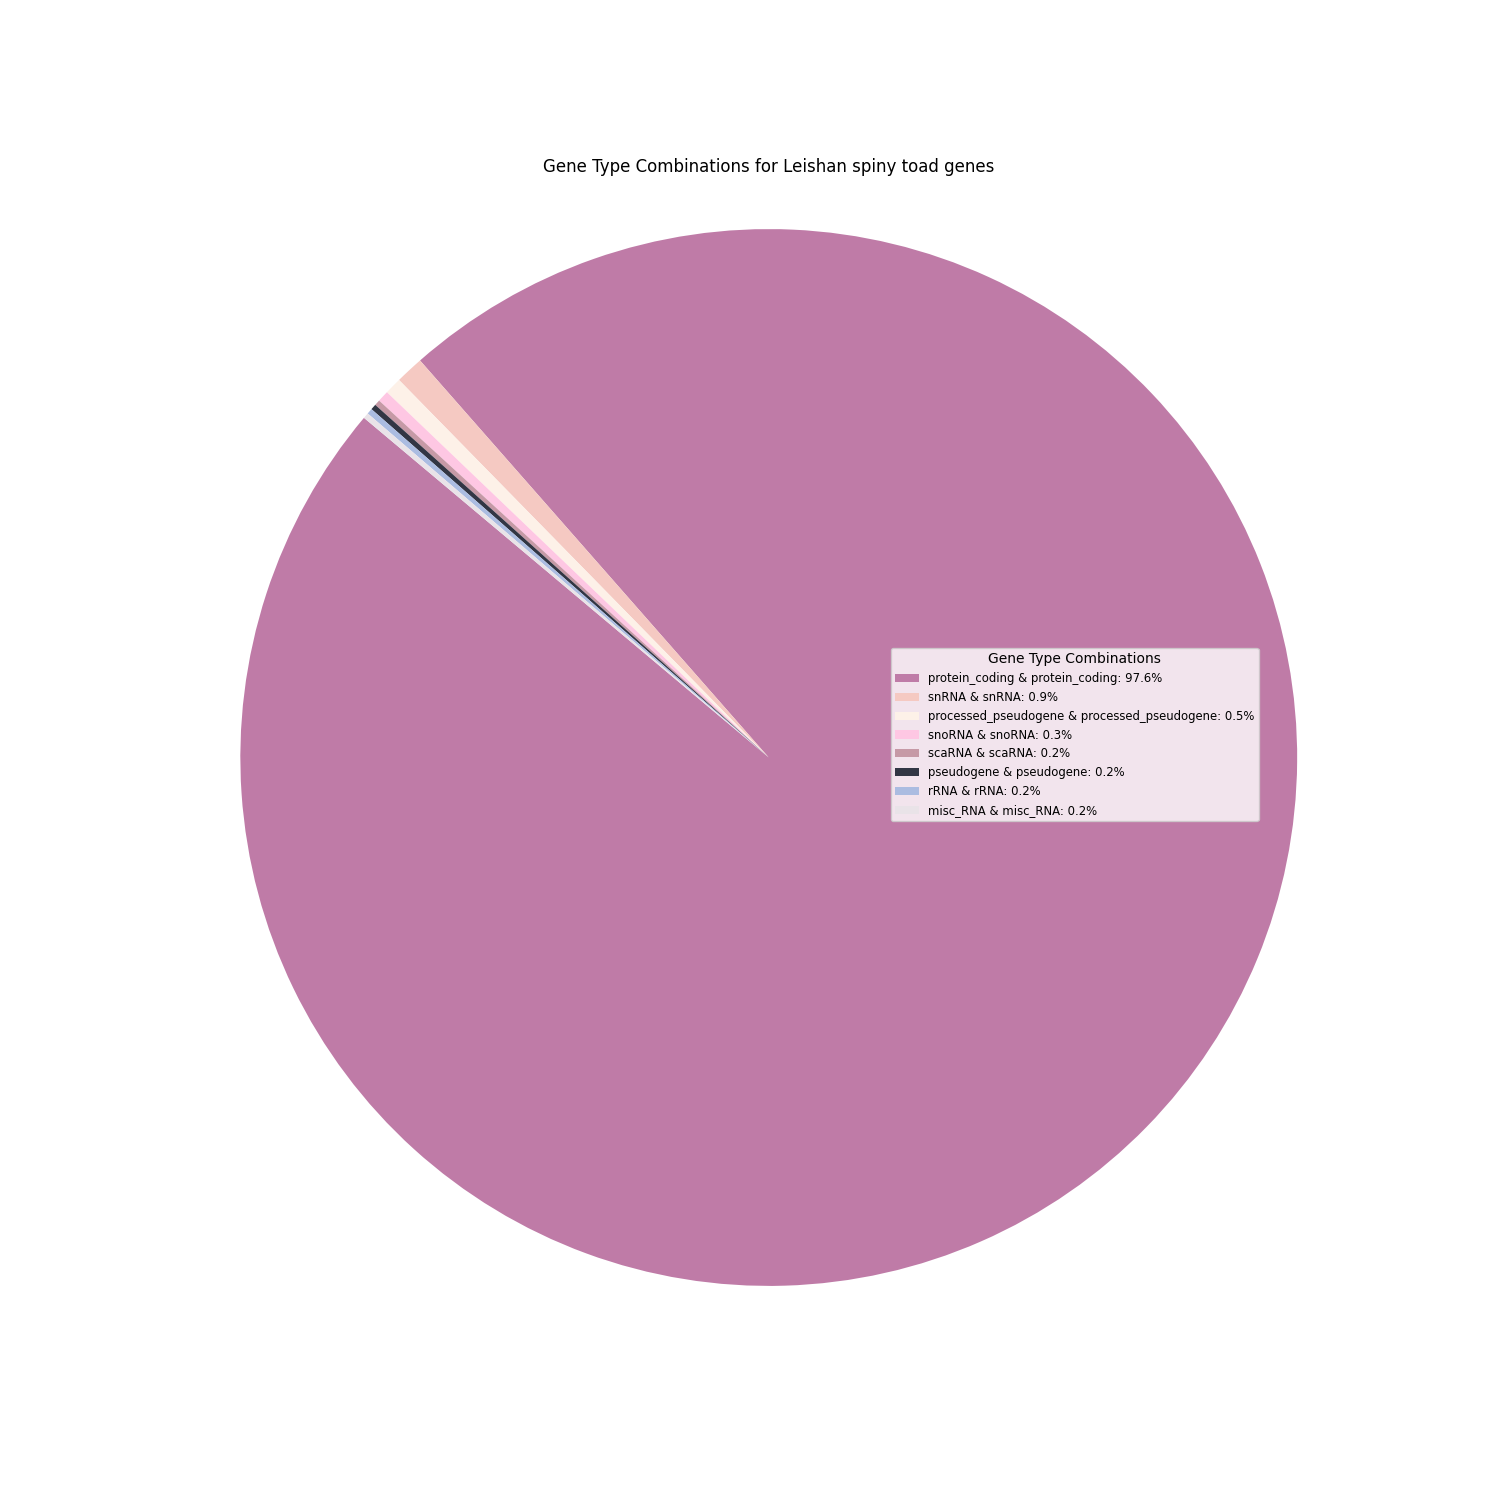 Gene Type Combinations for Leishan spiny toad genes
Gene Type Combinations
protein_coding & protein_coding: 97.6%
snRNA & snRNA: 0.9%
processed_pseudogene & processed_pseudogene: 0.5%
snoRNA & snoRNA: 0.3%
scaRNA & scaRNA: 0.2%
pseudogene & pseudogene: 0.2%
rRNA & rRNA: 0.2%
misc_RNA & misc_RNA: 0.2%